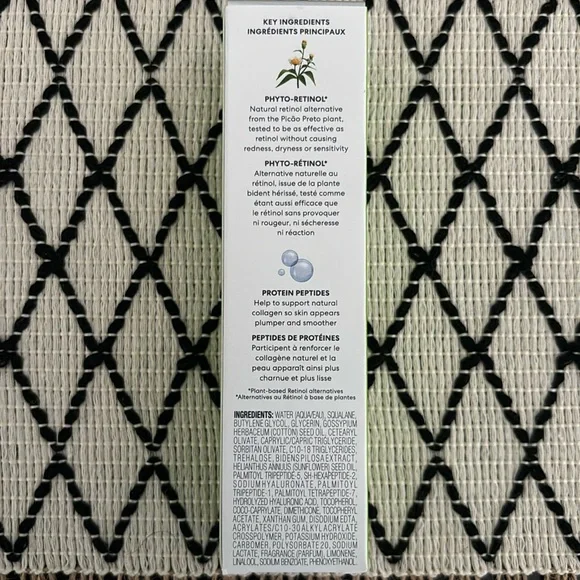 KEY INGREDIENTS
INGRÉDIENTS PRINCIPAUX
PHYTO-RETINOL*
Natural retinol alternative
from the Picão Preto plant,
tested to be as effective as
retinol without causing
redness, dryness or sensitivity
PHYTO-RÉTINOL*
Alternative naturelle au
rétinol, issue de la plante
bident hérissé, testé comme
étant aussi efficace que
le rétinol sans provoquer
ni rougeur, ni sécheresse
ni réaction
PROTEIN PEPTIDES
Help to support natural
collagen so skin appears
plumper and smoother
PEPTIDES DE PROTÉINES
Participent à renforcer le
collagène naturel et la
peau apparaît ainsi plus
charnue et plus lisse
*Plant-based Retinol alternatives
*Alternatives au Rétinol à base de plantes
INGREDIENTS: WATER (AQUA/EAU), SQUALANE,
BUTYLENE GLYCOL, GLYCERIN, GOSSYPIUM
HERBACEUM (COTTON) SEED OIL, CETEARYL
OLIVATE, CAPRYLIC/CAPRIC TRIGLYCERIDE,
SORBITAN OLIVATE, C10-18 TRIGLYCERIDES,
TREHALOSE, BIDENS PILOSA EXTRACT,
HELIANTHUS ANNUUS (SUNFLOWER) SEED OIL,
PALMITOYL TRIPEPTIDE-5, SH-HEXAPEPTIDE-2,
SODIUM HYALURONATE, PALMITOYL
TRIPEPTIDE-1, PALMITOYL TETRAPEPTIDE-7,
HYDROLYZED HYALURONIC ACID, TOCOPHEROL,
COCO-CAPRYLATE, DIMETHICONE, TOCOPHERYL
ACETATE, XANTHAN GUM, DISODIUM EDTA,
ACRYLATES/C10-30 ALKYL ACRYLATE
CROSSPOLYMER, POTASSIUM HYDROXIDE,
CARBOMER, POLYSORBATE 20, SODIUM
LACTATE, FRAGRANCE (PARFUM), LIMONENE,
LINALOOL, SODIUM BENZOATE, PHENOXYETHANOL.